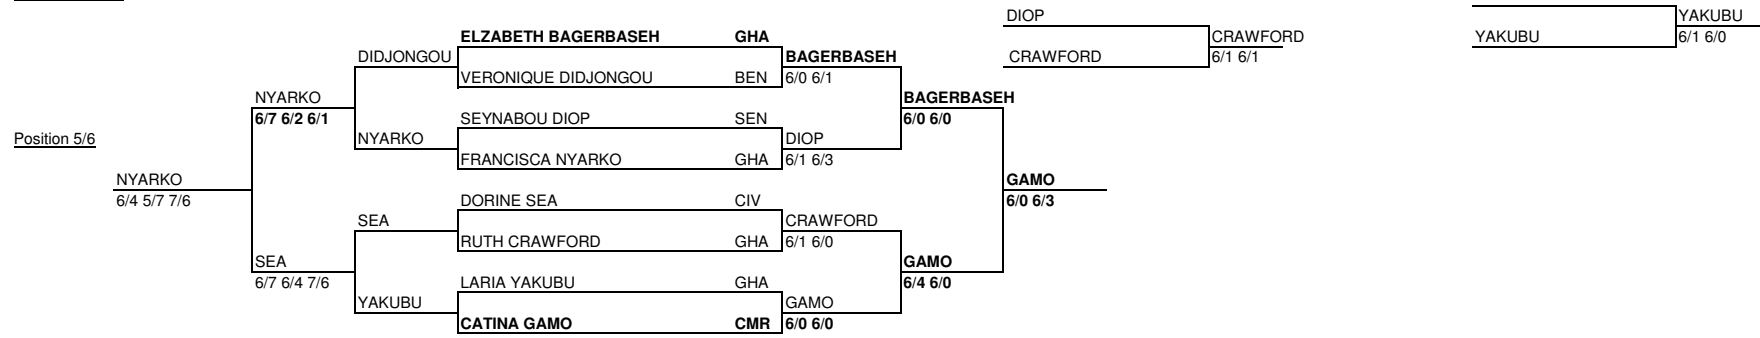 DIOP
YAKUBU
ELZABETH BAGERBASEH GHA
CRAWFORD
YAKUBU
6/1 6/0
DIDJONGOU
BAGERBASEH
CRAWFORD
6/1 6/1
VERONIQUE DIDJONGOU BEN
6/0 6/1
NYARKO
BAGERBASEH
6/7 6/2 6/1
SEYNABOU DIOP SEN
6/0 6/0
Position 5/6
NYARKO
DIOP
FRANCISCA NYARKO GHA
6/1 6/3
NYARKO
GAMO
6/4 5/7 7/6
DORINE SEA CIV
6/0 6/3
SEA
CRAWFORD
RUTH CRAWFORD GHA
6/1 6/0
SEA
GAMO
6/7 6/4 7/6
LARIA YAKUBU GHA
6/4 6/0
YAKUBU
GAMO
CATINA GAMO CMR
6/0 6/0